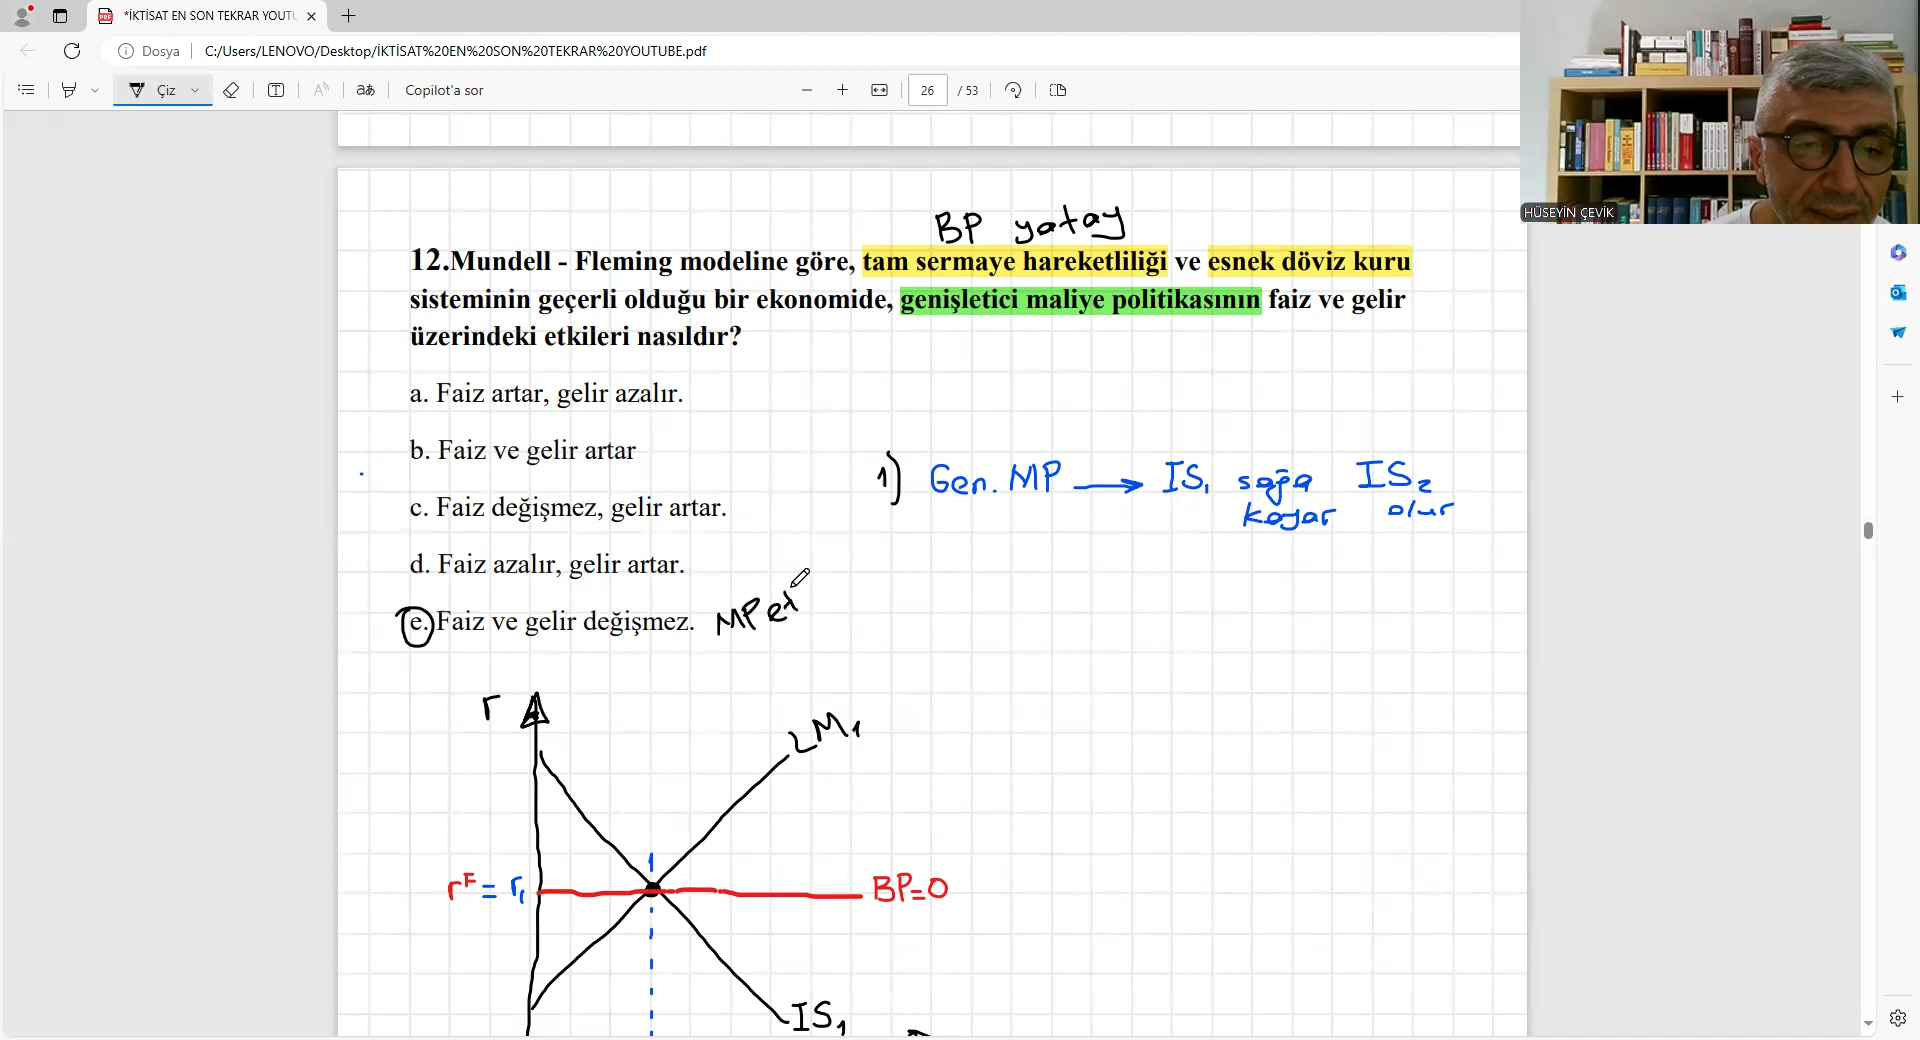 *İKTİSAT EN SON TEKRAR YOUTU
Dosya
C:/Users/LENOVO/Desktop/İKTİSAT%20EN%20SON%20TEKRAR%20YOUTUBE.pdf
Çiz
aあ
Copilot'a sor
26 / 53
HÜSEYİN ÇEVİK
BP yatay
12.Mundell - Fleming modeline göre, tam sermaye hareketliliği ve esnek döviz kuru
sisteminin geçerli olduğu bir ekonomide, genişletici maliye politikasının faiz ve gelir
üzerindeki etkileri nasıldır?
a. Faiz artar, gelir azalır.
b. Faiz ve gelir artar
1) Gen. MP → IS₁ sağa IS₂
kayar olur
c. Faiz değişmez, gelir artar.
d. Faiz azalır, gelir artar.
e. Faiz ve gelir değişmez. MP et
r
LM₁
rF = r₁
BP=0
IS₁